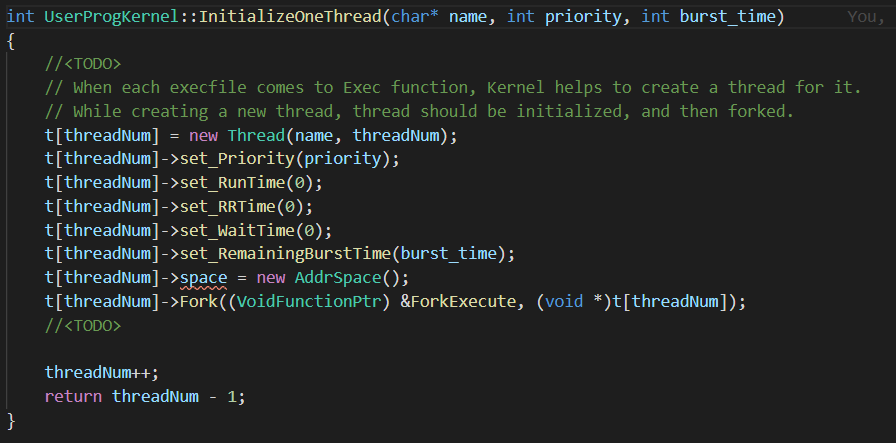 int UserProgKernel::InitializeOneThread(char* name, int priority, int burst_time) You,
{
    //<TODO>
    // When each execfile comes to Exec function, Kernel helps to create a thread for it.
    // While creating a new thread, thread should be initialized, and then forked.
    t[threadNum] = new Thread(name, threadNum);
    t[threadNum]->set_Priority(priority);
    t[threadNum]->set_RunTime(0);
    t[threadNum]->set_RRTime(0);
    t[threadNum]->set_WaitTime(0);
    t[threadNum]->set_RemainingBurstTime(burst_time);
    t[threadNum]->space = new AddrSpace();
    t[threadNum]->Fork((VoidFunctionPtr) &ForkExecute, (void *)t[threadNum]);
    //<TODO>

    threadNum++;
    return threadNum - 1;
}